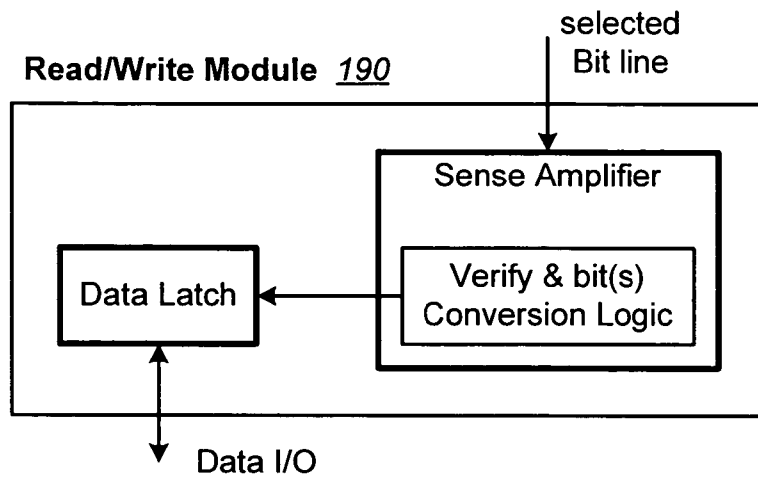 selected
Bit line
Read/Write Module 190
Sense Amplifier
Verify & bit(s)
Conversion Logic
Data Latch
Data I/O